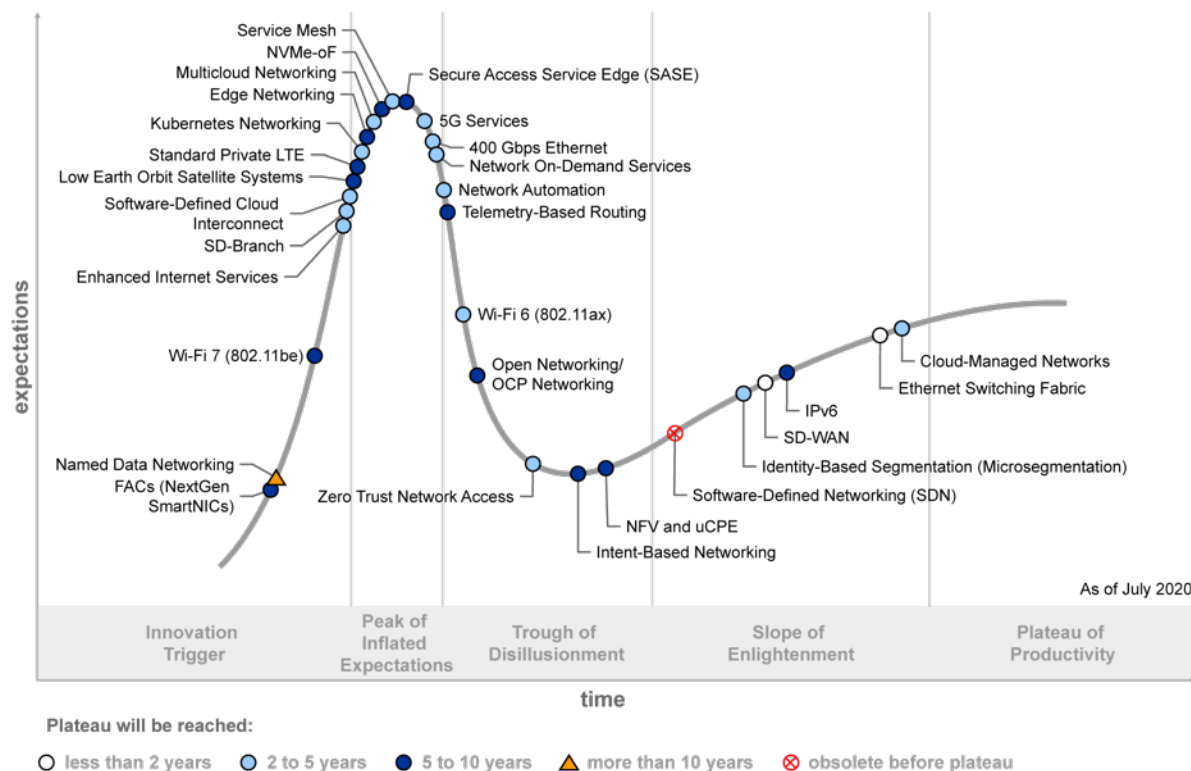 Service Mesh
NVMe-oF
Multicloud Networking
Secure Access Service Edge (SASE)
Edge Networking
Kubernetes Networking
5G Services
400 Gbps Ethernet
Standard Private LTE
Network On-Demand Services
Low Earth Orbit Satellite Systems
Network Automation
Software-Defined Cloud
Interconnect
Telemetry-Based Routing
SD-Branch
Enhanced Internet Services
Wi-Fi 6 (802.11ax)
Wi-Fi 7 (802.11be)
Open Networking/
OCP Networking
Cloud-Managed Networks
Ethernet Switching Fabric
IPv6
SD-WAN
Named Data Networking
FACs (NextGen
SmartNICs)
Identity-Based Segmentation (Microsegmentation)
Zero Trust Network Access
Software-Defined Networking (SDN)
NFV and uCPE
Intent-Based Networking
expectations
As of July 2020
Innovation
Trigger
Peak of
Inflated
Expectations
Trough of
Disillusionment
Slope of
Enlightenment
Plateau of
Productivity
time
Plateau will be reached:
less than 2 years
2 to 5 years
5 to 10 years
more than 10 years
obsolete before plateau